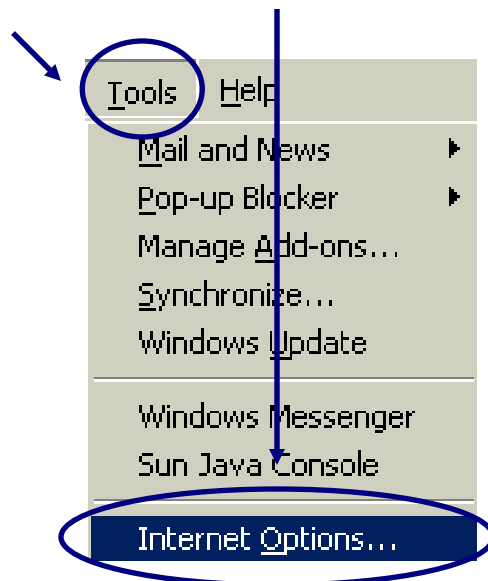 Tools Help
Mail and News
Pop-up Blocker
Manage Add-ons...
Synchronize...
Windows Update
Windows Messenger
Sun Java Console
Internet Options...